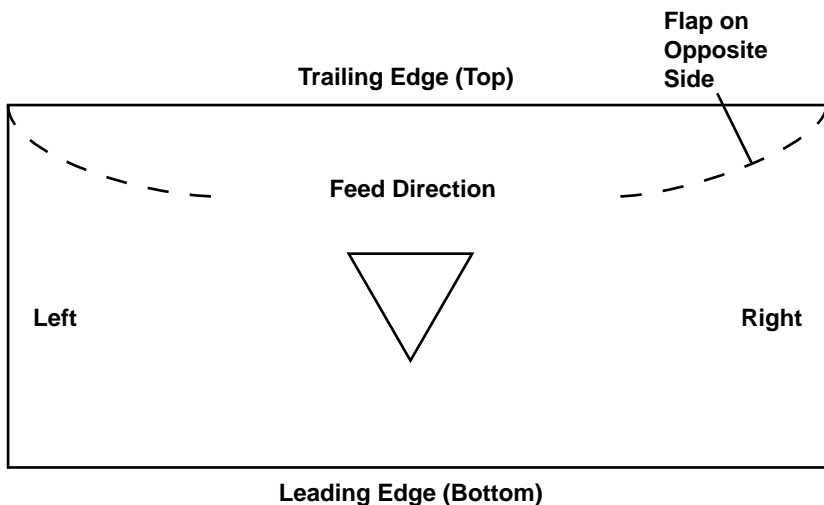 Flap on
Opposite
Side
Trailing Edge (Top)
Feed Direction
Left
Right
Leading Edge (Bottom)